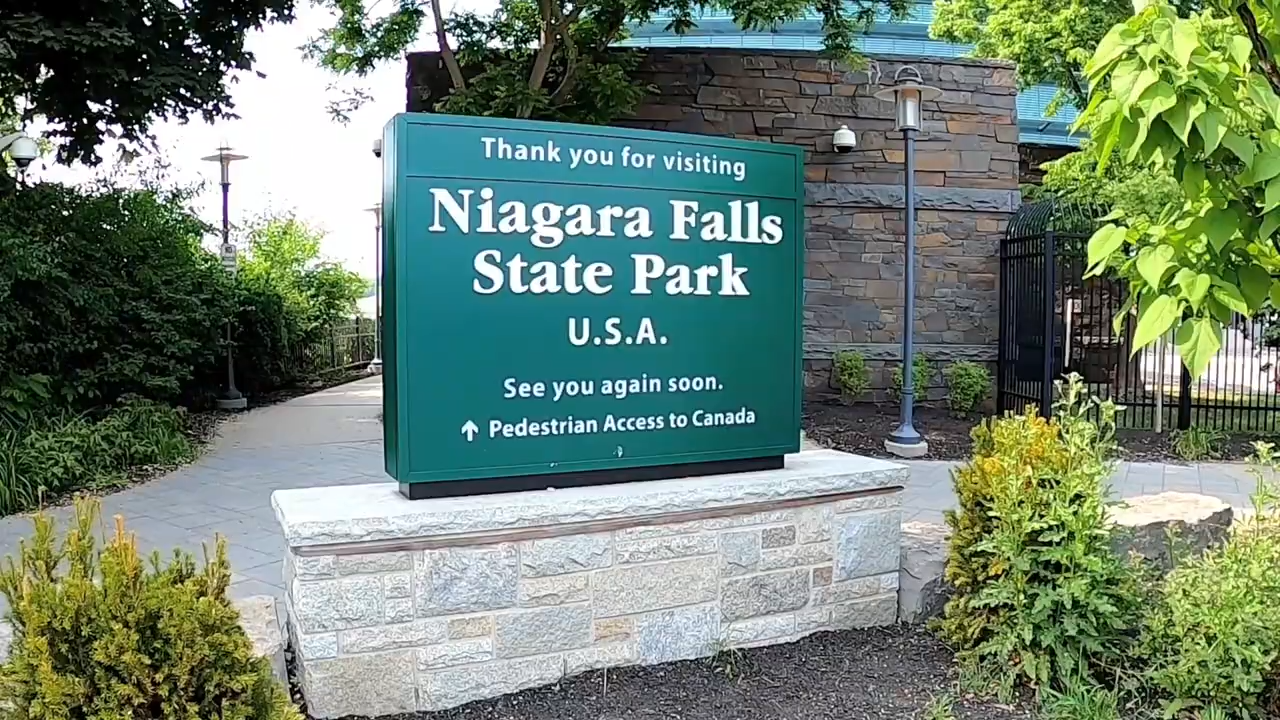 Thank you for visiting
Niagara Falls
State Park
U.S.A.
See you again soon.
↑ Pedestrian Access to Canada